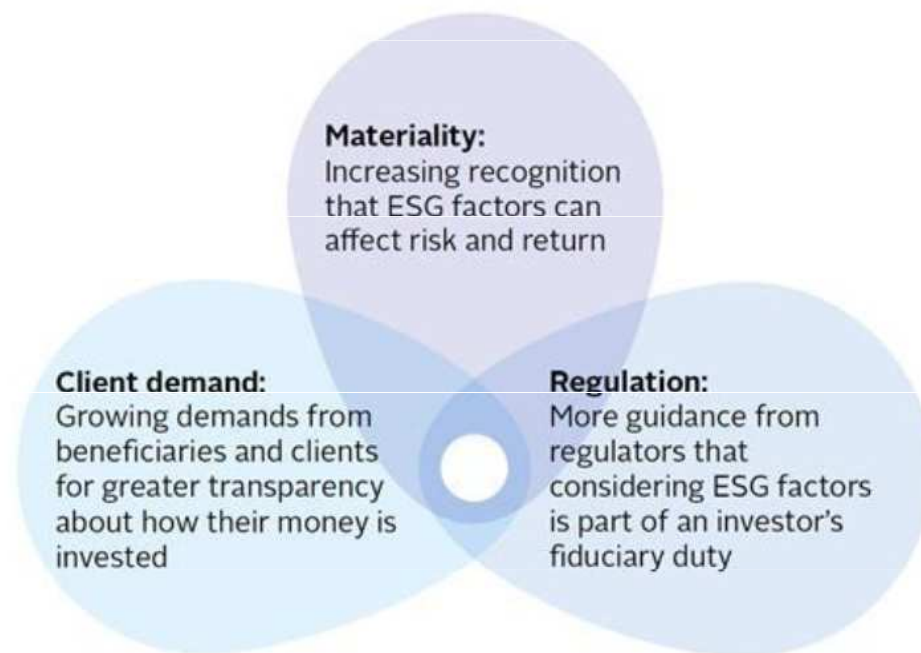 Materiality:
Increasing recognition
that ESG factors can
affect risk and return
Client demand:
Growing demands from
beneficiaries and clients
for greater transparency
about how their money is
invested
Regulation:
More guidance from
regulators that
considering ESG factors
is part of an investor's
fiduciary duty